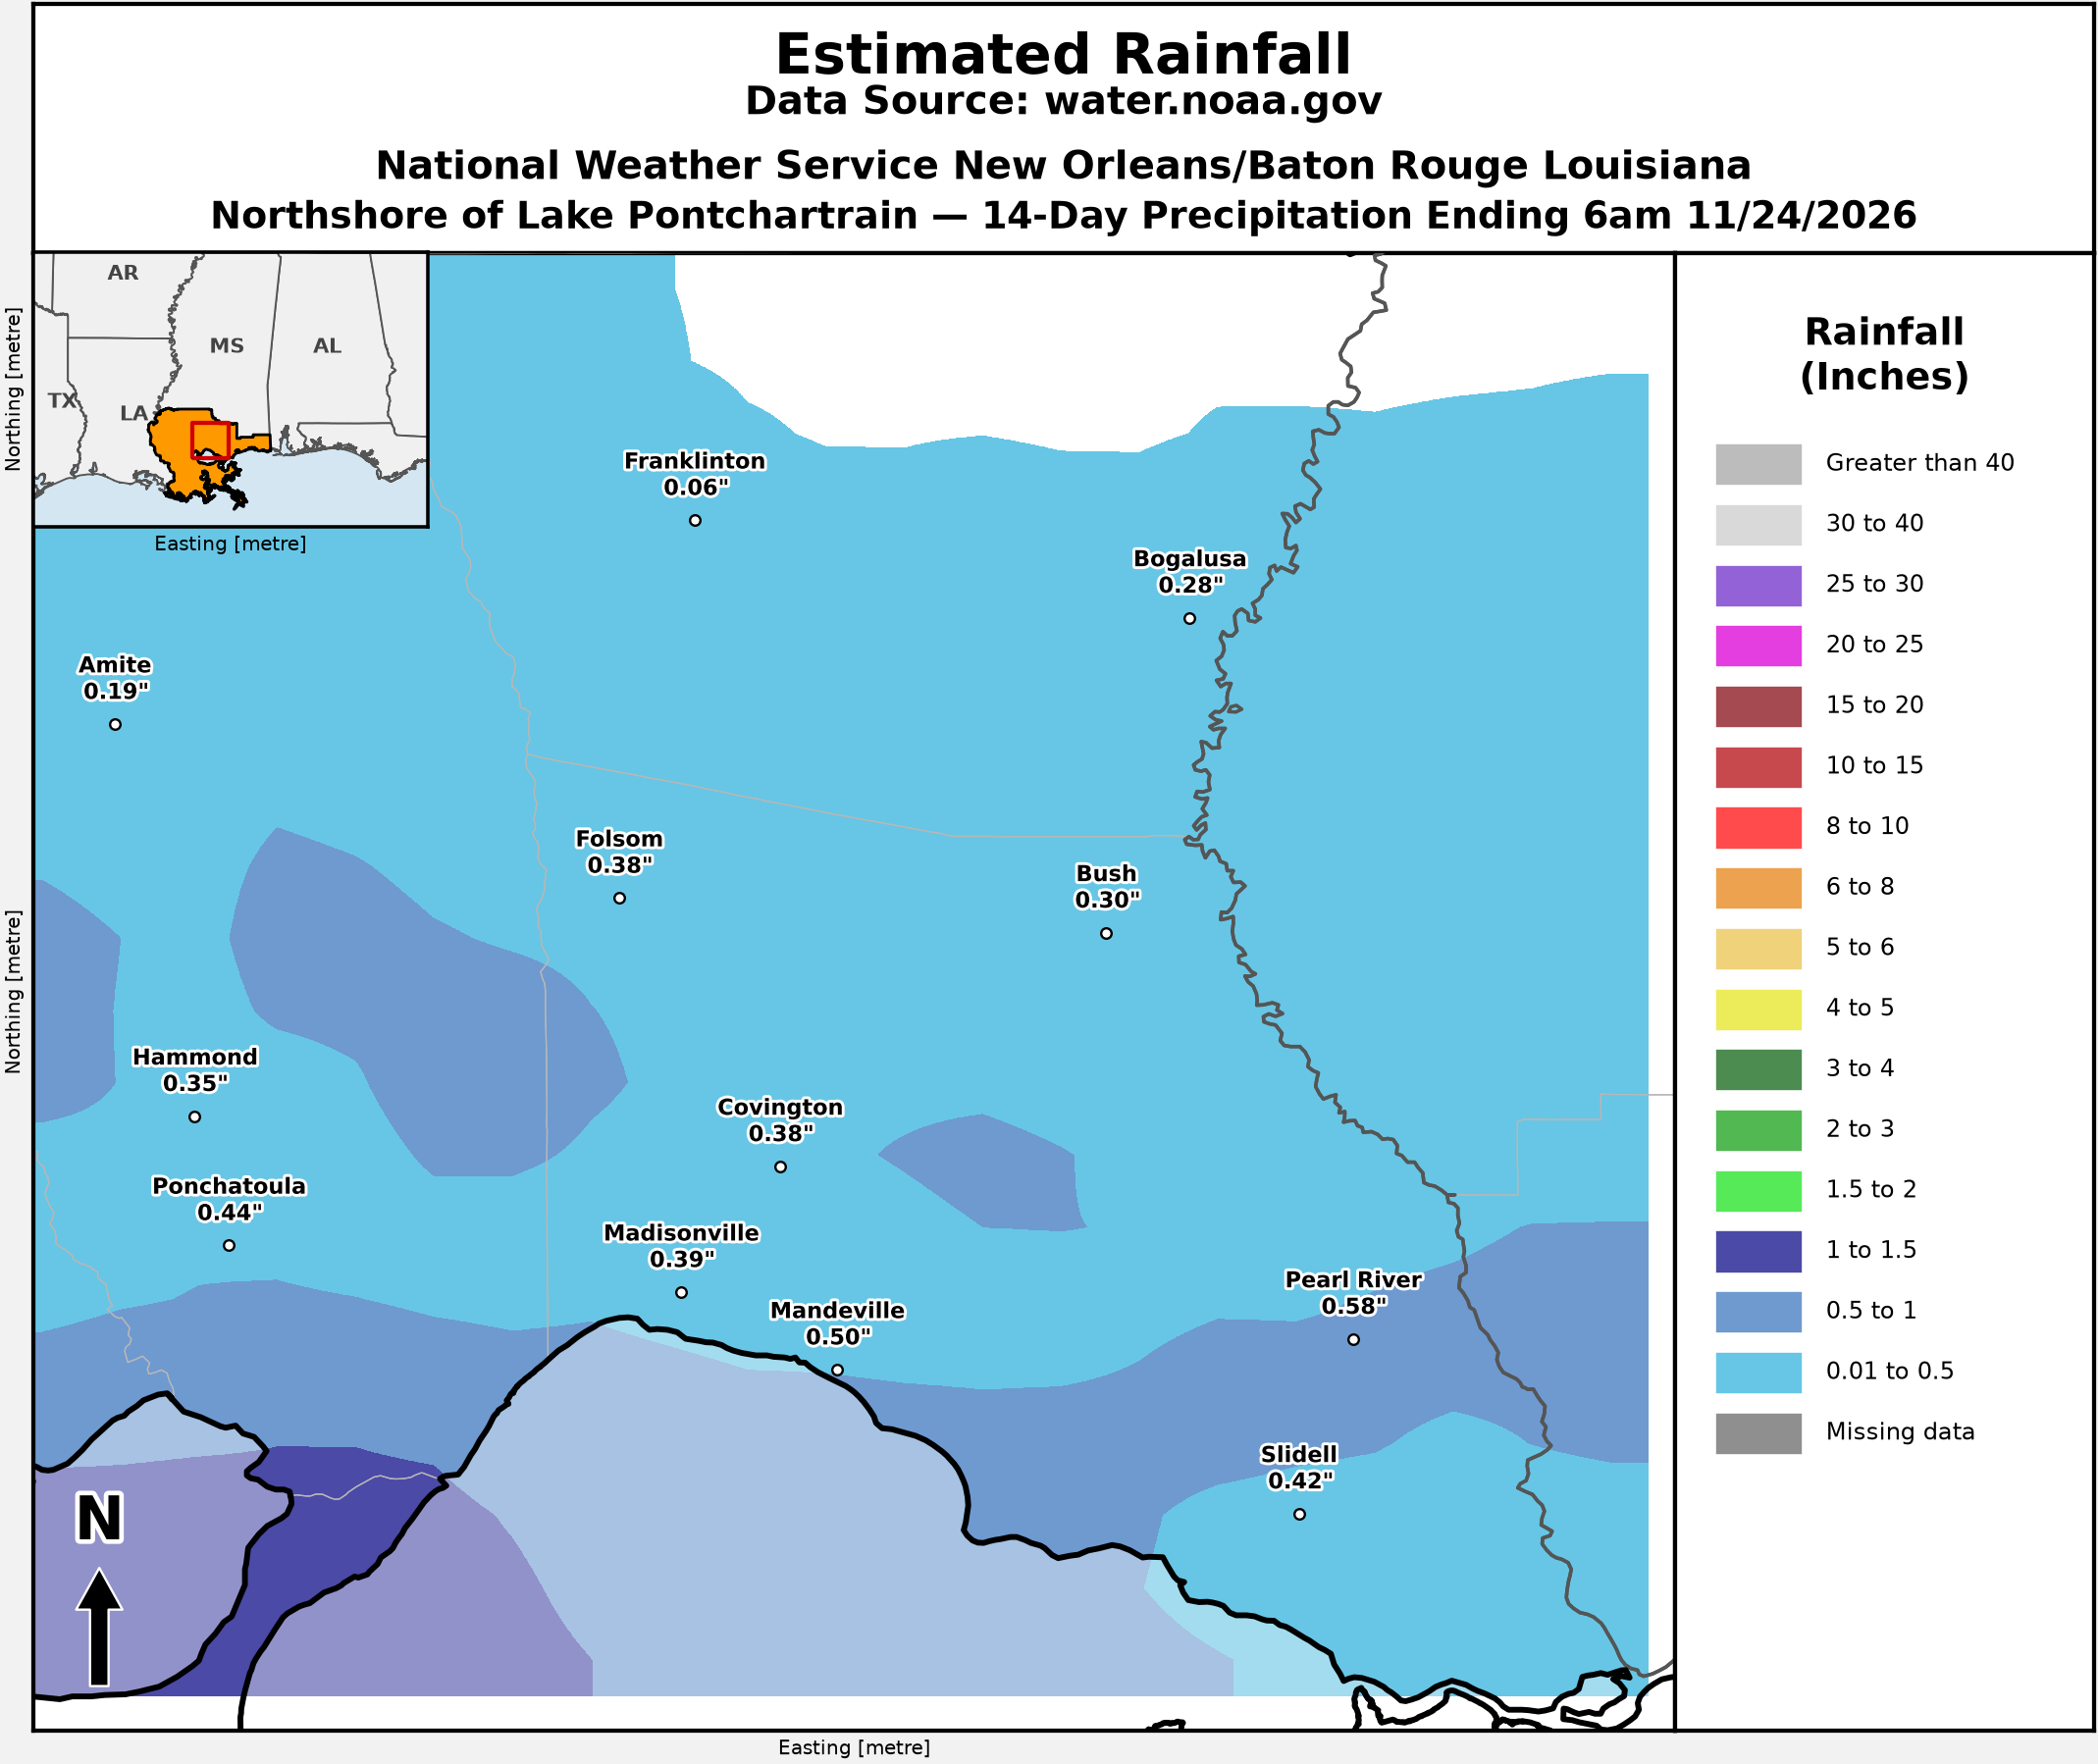 Estimated Rainfall
Data Source: water.noaa.gov
National Weather Service New Orleans/Baton Rouge Louisiana
Northshore of Lake Pontchartrain — 14-Day Precipitation Ending 6am 11/24/2026
Northing [metre]
AR
MS
AL
TX
LA
Easting [metre]
Franklinton
0.06"
Bogalusa
0.28"
Amite
0.19"
Folsom
0.38"
Bush
0.30"
Northing [metre]
Hammond
0.35"
Covington
0.38"
Ponchatoula
0.44"
Madisonville
0.39"
Pearl River
0.58"
Mandeville
0.50"
Slidell
0.42"
N
Easting [metre]
Rainfall
(Inches)
Greater than 40
30 to 40
25 to 30
20 to 25
15 to 20
10 to 15
8 to 10
6 to 8
5 to 6
4 to 5
3 to 4
2 to 3
1.5 to 2
1 to 1.5
0.5 to 1
0.01 to 0.5
Missing data